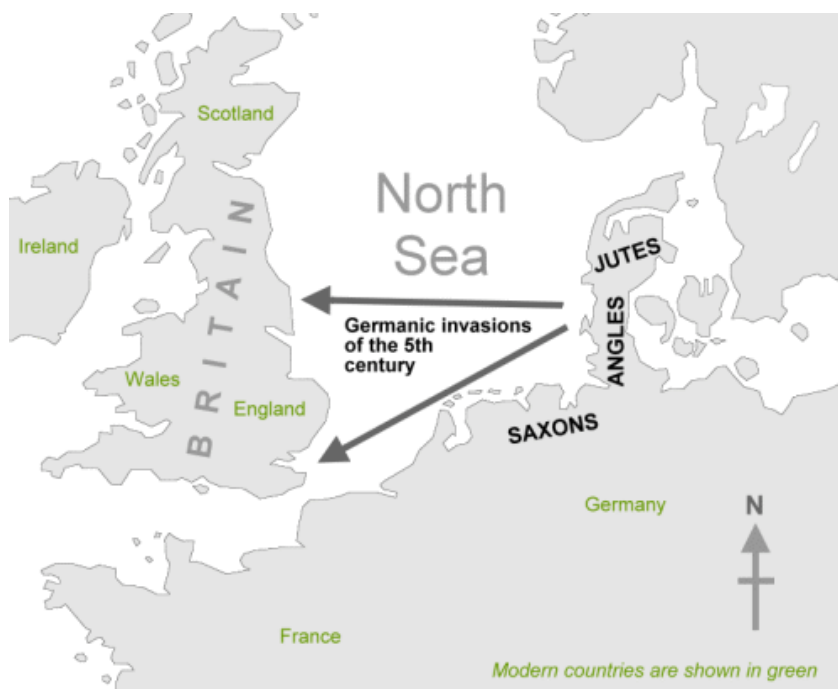 Scotland
North
Sea
Ireland
BRITAIN
JUTES
Germanic invasions
of the 5th
century
ANGLES
Wales
England
SAXONS
Germany
N
France
Modern countries are shown in green